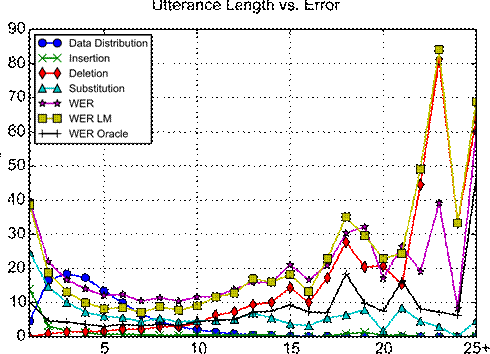 Utterance Length vs. Error
90
80
70
60
50
40
30
20
10
0
Data Distribution
Insertion
Deletion
Substitution
WER
WER LM
WER Oracle
5 10 15 20 25+